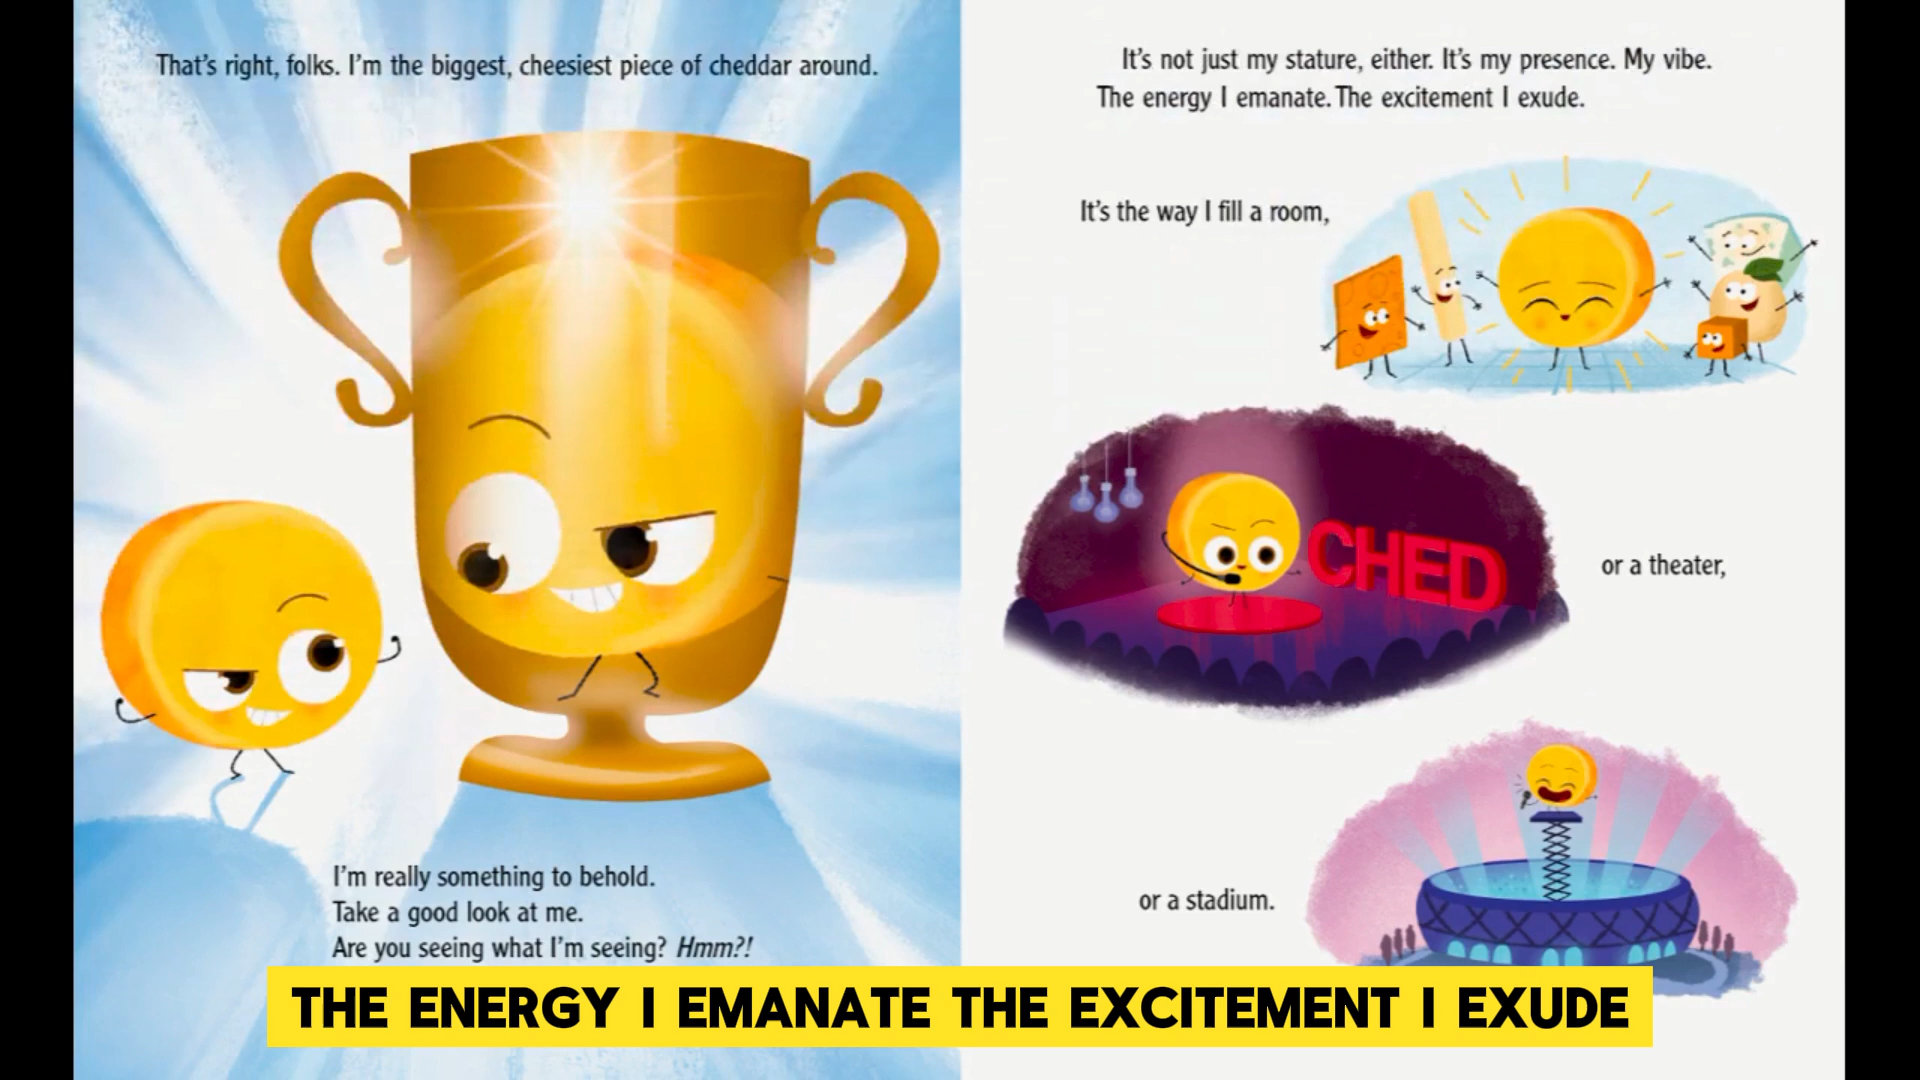 That's right, folks. I'm the biggest, cheesiest piece of cheddar around.
I'm really something to behold.
Take a good look at me.
Are you seeing what I'm seeing? Hmm?!
It's not just my stature, either. It's my presence. My vibe.
The energy I emanate. The excitement I exude.
It's the way I fill a room,
CHED
or a theater,
or a stadium.
THE ENERGY I EMANATE THE EXCITEMENT I EXUDE